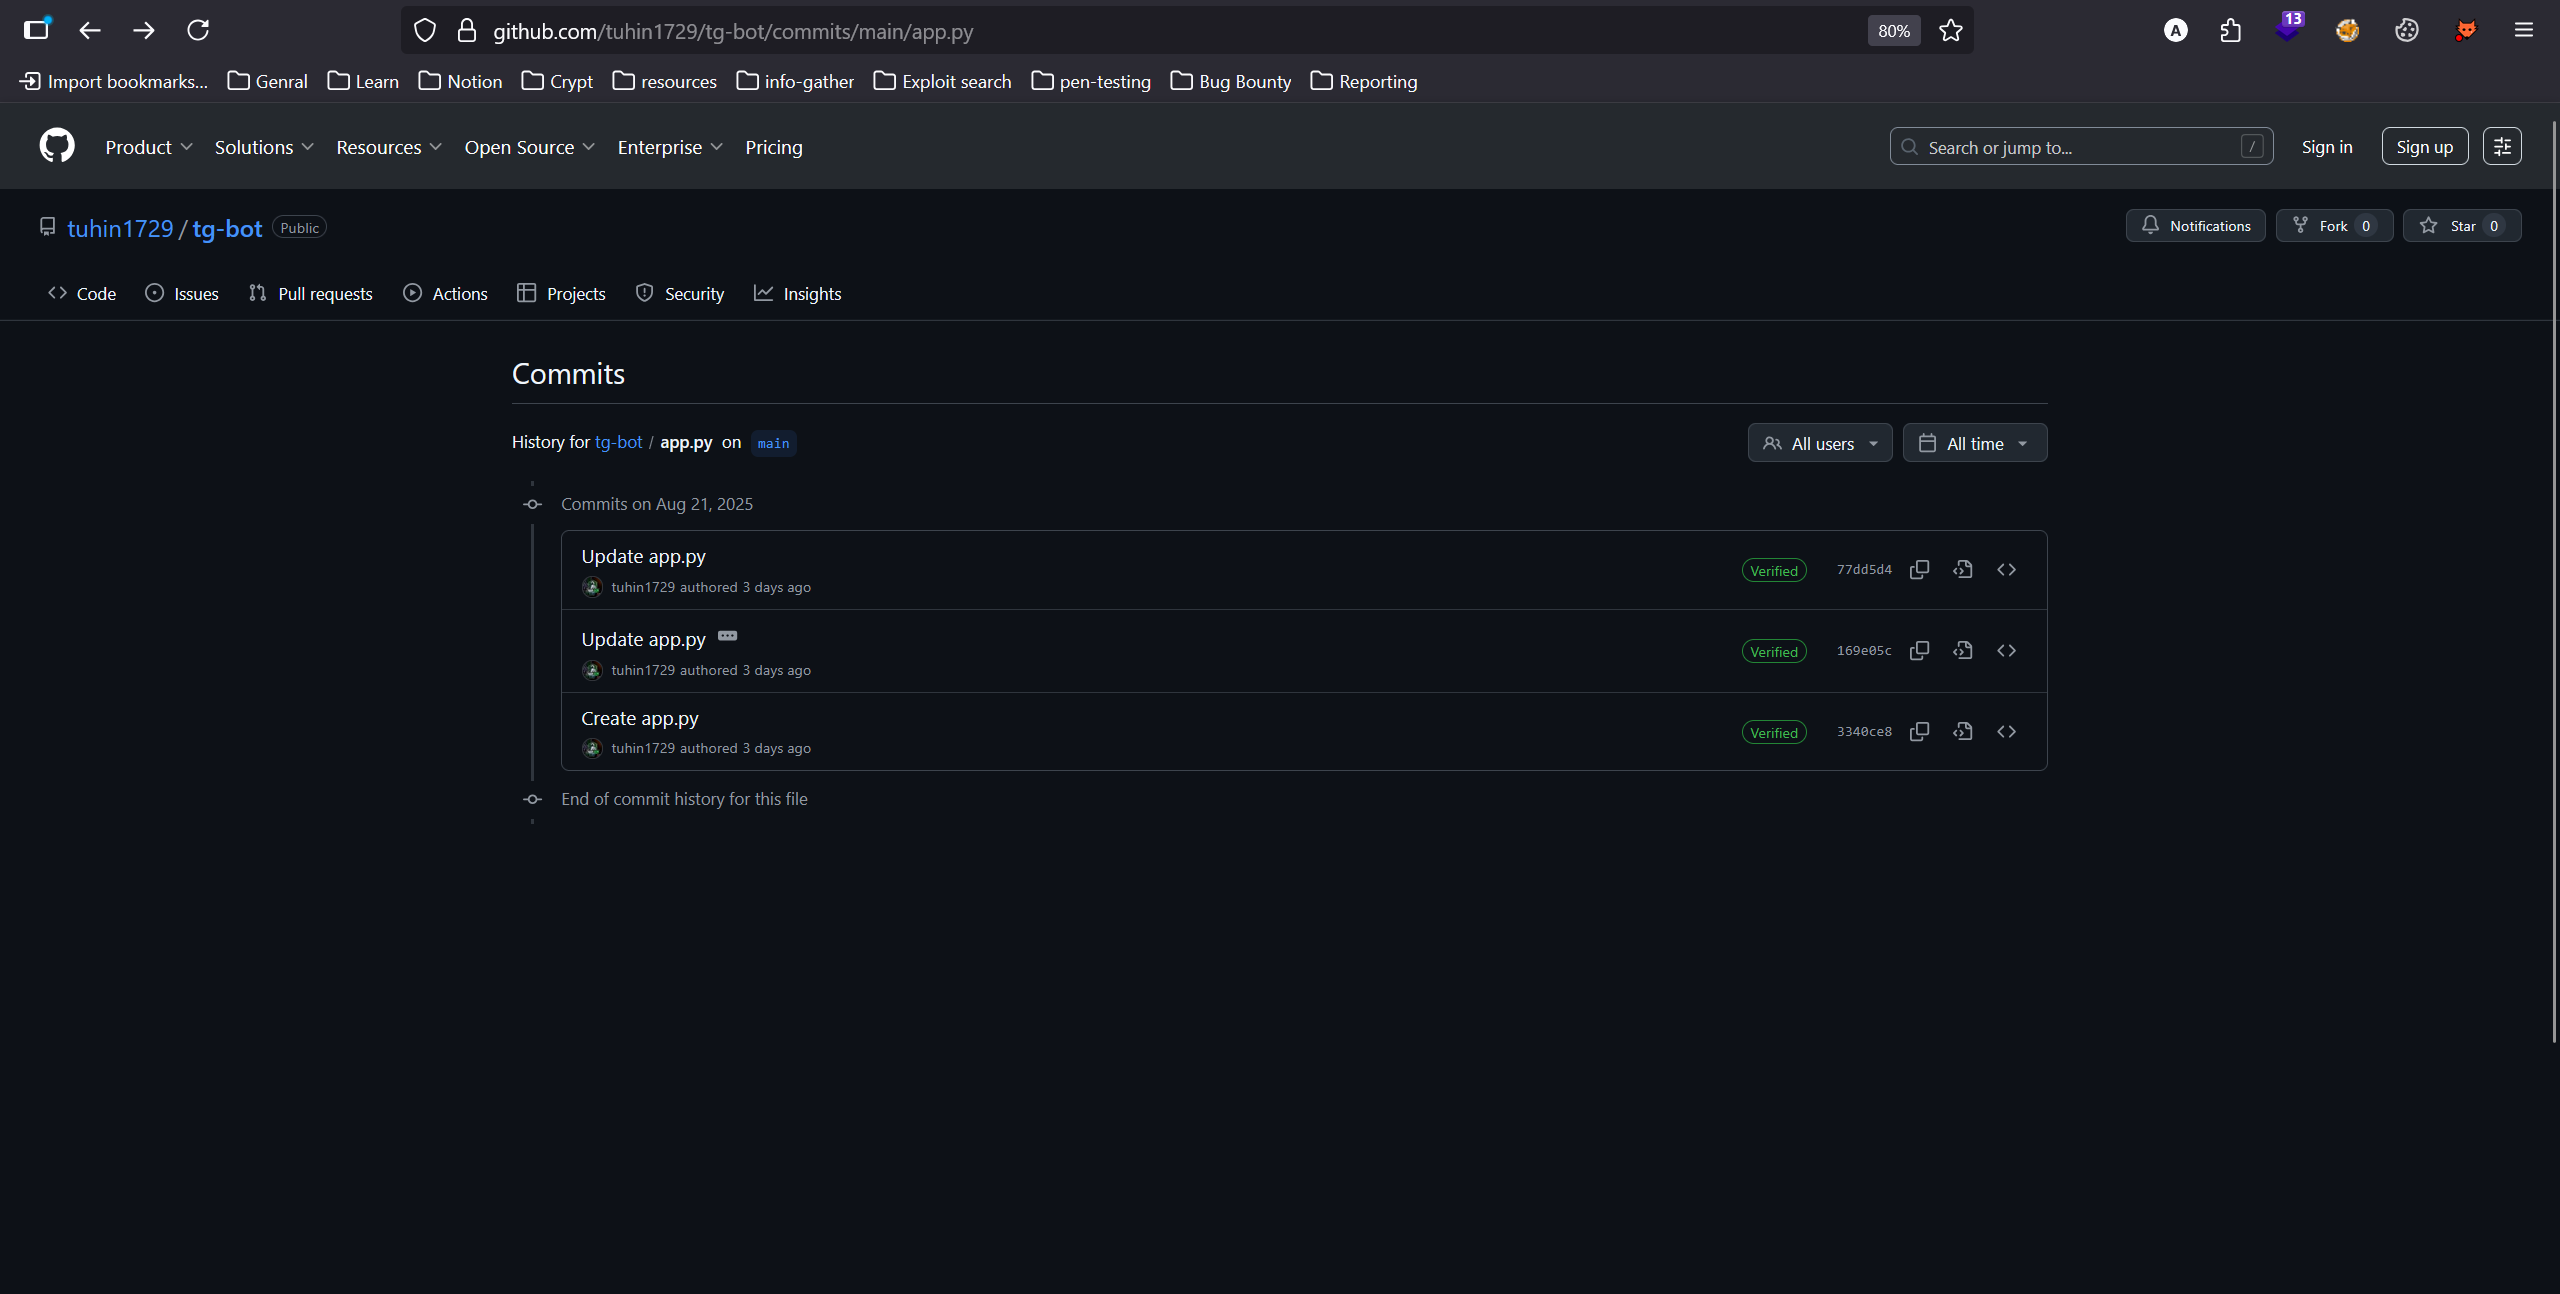 github.com/tuhin1729/tg-bot/commits/main/app.py 80% A 13
Import bookmarks... Genral Learn Notion Crypt resources info-gather Exploit search pen-testing Bug Bounty Reporting
Product Solutions Resources Open Source Enterprise Pricing Search or jump to... / Sign in Sign up
tuhin1729 / tg-bot Public Notifications Fork 0 Star 0
Code Issues Pull requests Actions Projects Security Insights
Commits
History for tg-bot / app.py on main All users All time
Commits on Aug 21, 2025
Update app.py
tuhin1729 authored 3 days ago Verified 77dd5d4
Update app.py
tuhin1729 authored 3 days ago Verified 169e05c
Create app.py
tuhin1729 authored 3 days ago Verified 3340ce8
End of commit history for this file